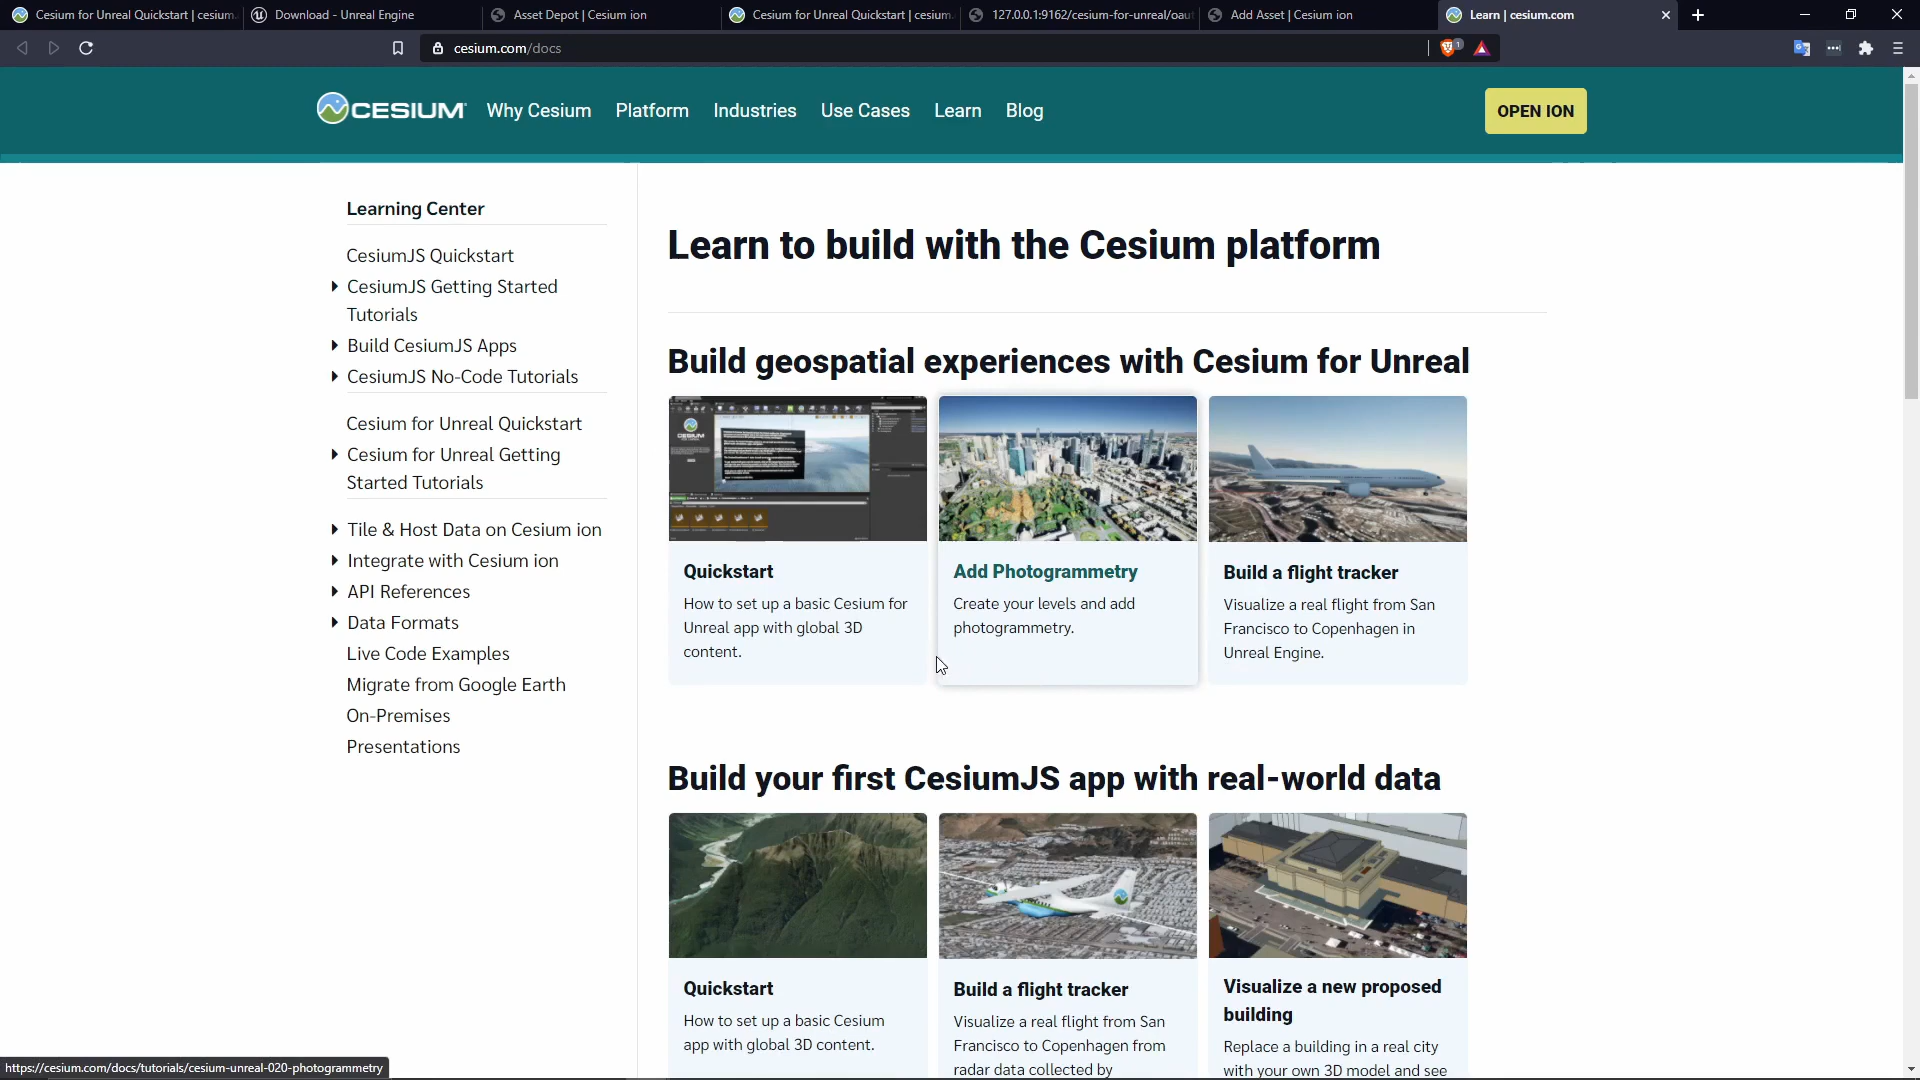 Cesium for Unreal Quickstart | cesium.
Download - Unreal Engine
Asset Depot | Cesium ion
Cesium for Unreal Quickstart | cesium.
127.0.0.1:9162/cesium-for-unreal/oau
Add Asset | Cesium ion
Learn | cesium.com
cesium.com/docs
1
CESIUM
Why Cesium
Platform
Industries
Use Cases
Learn
Blog
OPEN ION
Learning Center
CesiumJS Quickstart
CesiumJS Getting Started
Tutorials
Build CesiumJS Apps
CesiumJS No-Code Tutorials
Cesium for Unreal Quickstart
Cesium for Unreal Getting
Started Tutorials
Tile & Host Data on Cesium ion
Integrate with Cesium ion
API References
Data Formats
Live Code Examples
Migrate from Google Earth
On-Premises
Presentations
Learn to build with the Cesium platform
Build geospatial experiences with Cesium for Unreal
CESIUM
Quickstart
How to set up a basic Cesium for
Unreal app with global 3D
content.
Add Photogrammetry
Create your levels and add
photogrammetry.
Build a flight tracker
Visualize a real flight from San
Francisco to Copenhagen in
Unreal Engine.
Build your first CesiumJS app with real-world data
Quickstart
How to set up a basic Cesium
app with global 3D content.
Build a flight tracker
Visualize a real flight from San
Francisco to Copenhagen from
radar data collected by
Visualize a new proposed
building
Replace a building in a real city
with your own 3D model and see
https://cesium.com/docs/tutorials/cesium-unreal-020-photogrammetry